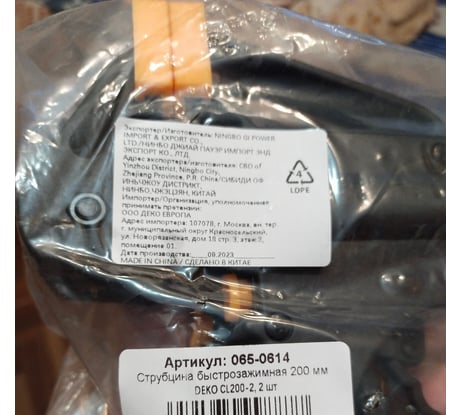 Экспортер/Изготовитель: NINGBO GI POWER
IMPORT & EXPORT CO.,
LTD./НИНБО ДЖИАЙ ПАУЭР ИМПОРТ ЭНД
ЭКСПОРТ КО., ЛТД
Адрес экспортера/изготовителя: CBD of
Yinzhou District, Ningbo City,
Zhejiang Province, P.R. China/СИБИДИ ОФ
ИНЬЧЖОУ ДИСТРИКТ,
НИНБО, ЧЖЭЦЗЯН, КИТАЙ
Импортер/Организация, уполномоченная
принимать претензии:
ООО ДЕКО ЕВРОПА
Адрес импортера: 107078, г. Москва, вн. тер.
г. муниципальный округ Красносельский,
ул. Новорязанская, дом 18 стр. 3, этаж 2,
помещение 01.
Дата производства: 09.2023
MADE IN CHINA / СДЕЛАНО В КИТАЕ
4
LDPE
Артикул: 065-0614
Струбцина быстрозажимная 200 мм
DEKO CL200-2, 2 шт